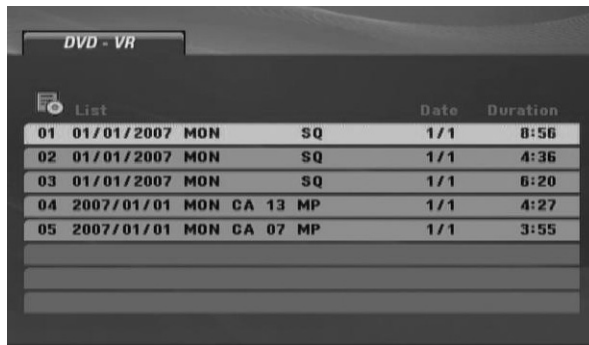 DVD - VR
List Date Duration
01 01/01/2007 MON SQ 1/1 8:56
02 01/01/2007 MON SQ 1/1 4:36
03 01/01/2007 MON SQ 1/1 6:20
04 2007/01/01 MON CA 13 MP 1/1 4:27
05 2007/01/01 MON CA 07 MP 1/1 3:55